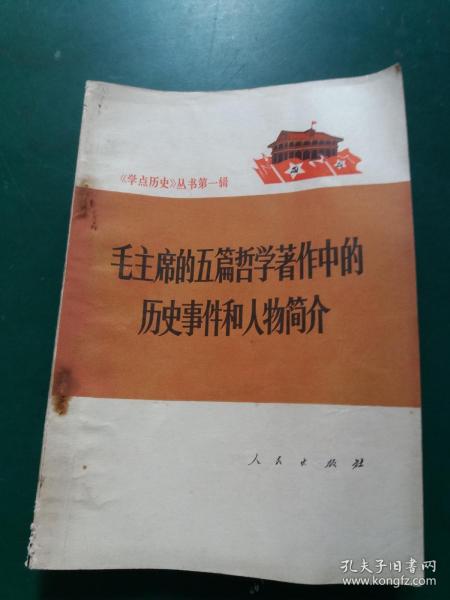 《学点历史》丛书第一辑
毛主席的五篇哲学著作中的
历史事件和人物简介
人民出版社
孔夫子旧书网
www.kongfz.com